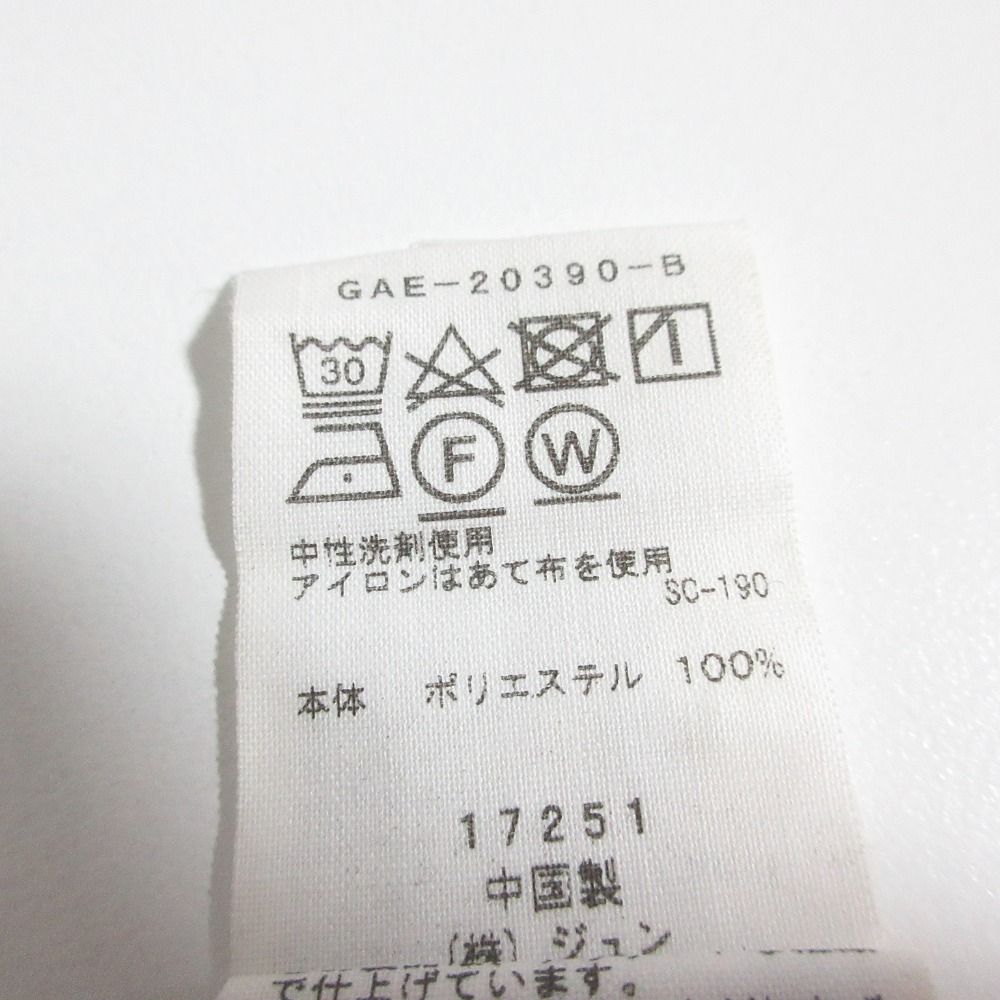 GAE-20390-B
30
F W
中性洗剤使用
アイロンはあて布を使用
SC-190
本体 ポリエステル 100%
17251
中国製
(株)ジュン
で仕上げています。